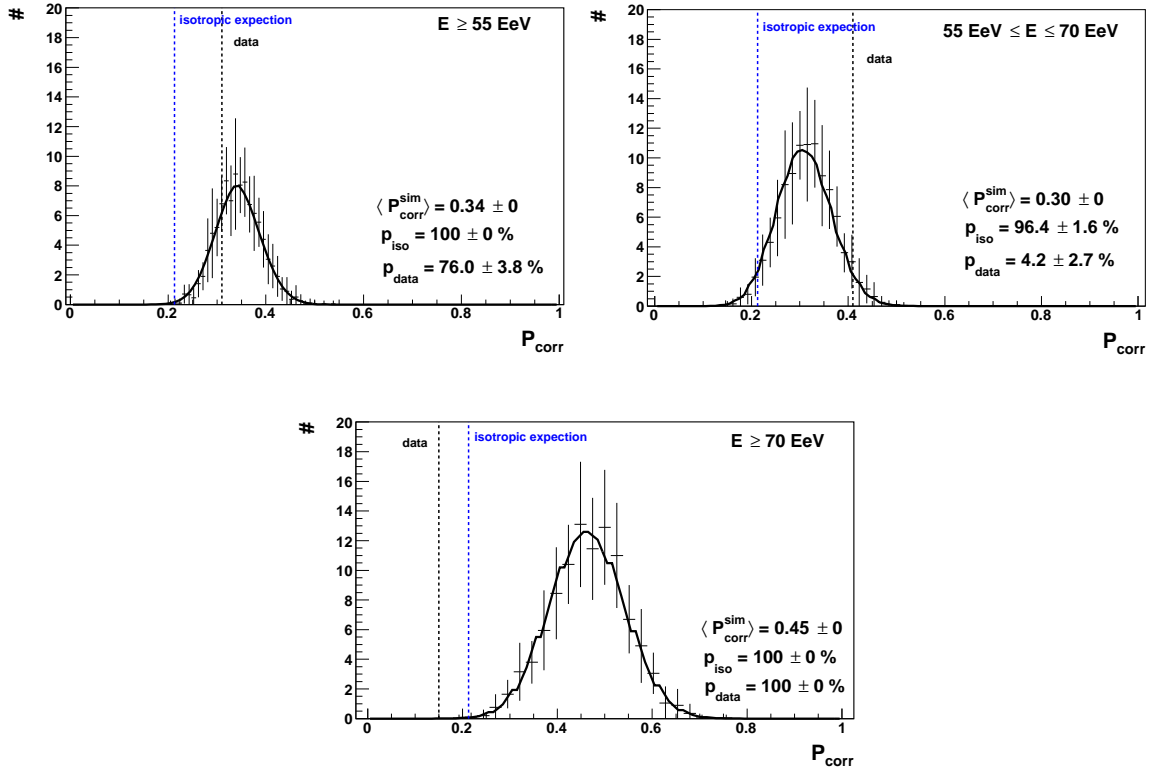 #
20
18
16
14
12
10
8
6
4
2
0
isotropic expection
data
E ≥ 55 EeV
⟨ P_corr^sim ⟩ = 0.34 ± 0
p_iso = 100 ± 0 %
p_data = 76.0 ± 3.8 %
0 0.2 0.4 0.6 0.8 1
P_corr
#
20
18
16
14
12
10
8
6
4
2
0
isotropic expection
data
55 EeV ≤ E ≤ 70 EeV
⟨ P_corr^sim ⟩ = 0.30 ± 0
p_iso = 96.4 ± 1.6 %
p_data = 4.2 ± 2.7 %
0 0.2 0.4 0.6 0.8 1
P_corr
#
20
18
16
14
12
10
8
6
4
2
0
data
isotropic expection
E ≥ 70 EeV
⟨ P_corr^sim ⟩ = 0.45 ± 0
p_iso = 100 ± 0 %
p_data = 100 ± 0 %
0 0.2 0.4 0.6 0.8 1
P_corr